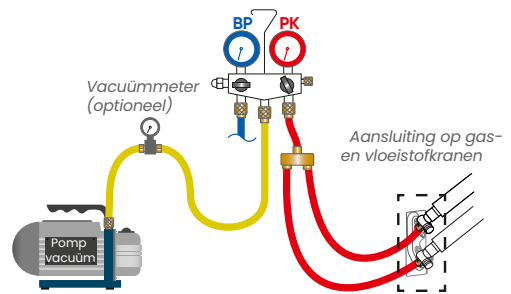 BP PK
Vacuümmeter
(optioneel)
Aansluiting op gas-
en vloeistofkranen
Pomp
vacuüm